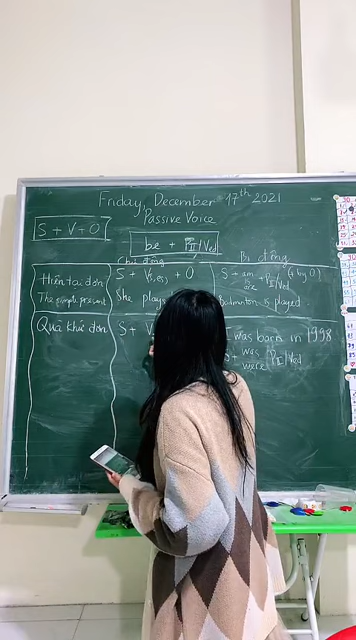 Friday, December 17th 2021
Passive Voice
S + V + O
be + PII/Ved
Chủ động
Bị động
Hiện tại đơn
The simple present
S + V(s,es) + O
She plays
S + am/is/are + PII/Ved (+ by O)
Badminton is played
Quá khứ đơn
S + V
I was born in 1998
S + was/were + PII/Ved